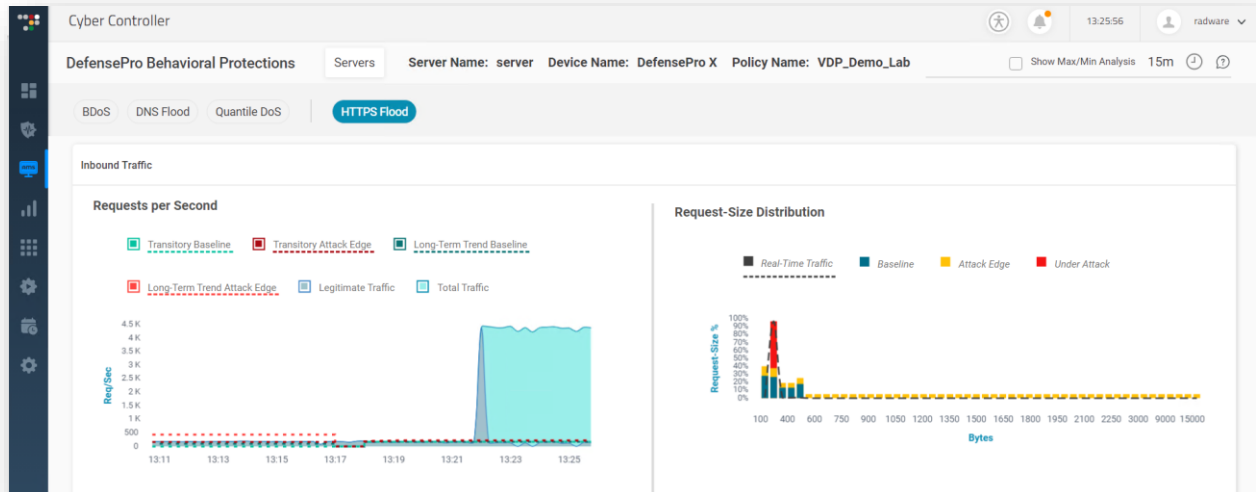 Cyber Controller
13:25:56
radware
DefensePro Behavioral Protections
Servers
Server Name: server Device Name: DefensePro X Policy Name: VDP_Demo_Lab
Show Max/Min Analysis 15m
BDoS DNS Flood Quantile DoS HTTPS Flood
Inbound Traffic
Requests per Second
Transitory Baseline Transitory Attack Edge Long-Term Trend Baseline
Long-Term Trend Attack Edge Legitimate Traffic Total Traffic
4.5 K
4 K
3.5 K
3 K
2.5 K
2 K
1.5 K
1 K
500
0
Req/Sec
13:11 13:13 13:15 13:17 13:19 13:21 13:23 13:25
Request-Size Distribution
Real-Time Traffic Baseline Attack Edge Under Attack
100%
90%
80%
70%
60%
50%
40%
30%
20%
10%
0%
Request-Size %
100 400 600 750 900 1050 1200 1350 1500 1650 1800 1950 2100 2250 3000 9000 15000
Bytes